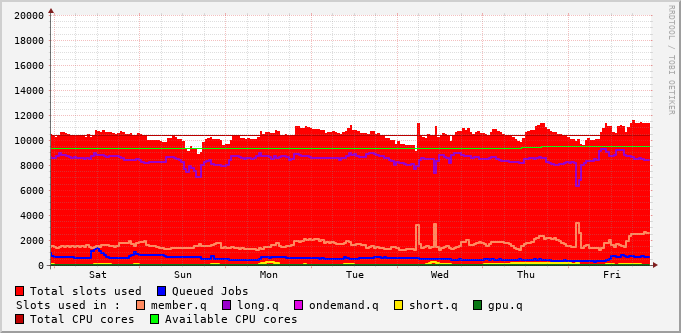 20000
18000
16000
14000
12000
10000
8000
6000
4000
2000
0
Sat Sun Mon Tue Wed Thu Fri
RRDTOOL / TOBI OETIKER
Total slots used Queued Jobs
Slots used in : member.q long.q ondemand.q short.q gpu.q
Total CPU cores Available CPU cores